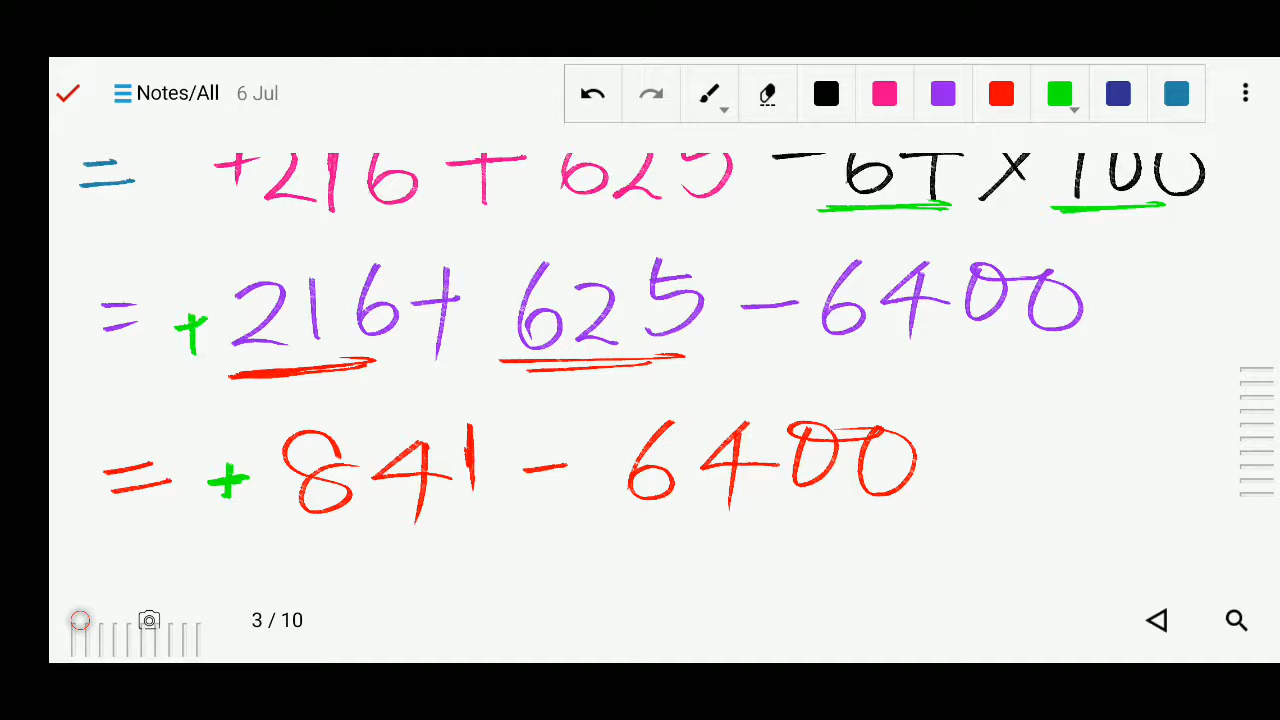 Notes/All 6 Jul
= +216 + 625 - 64 × 100
= + 216 + 625 - 6400
= + 841 - 6400
3 / 10